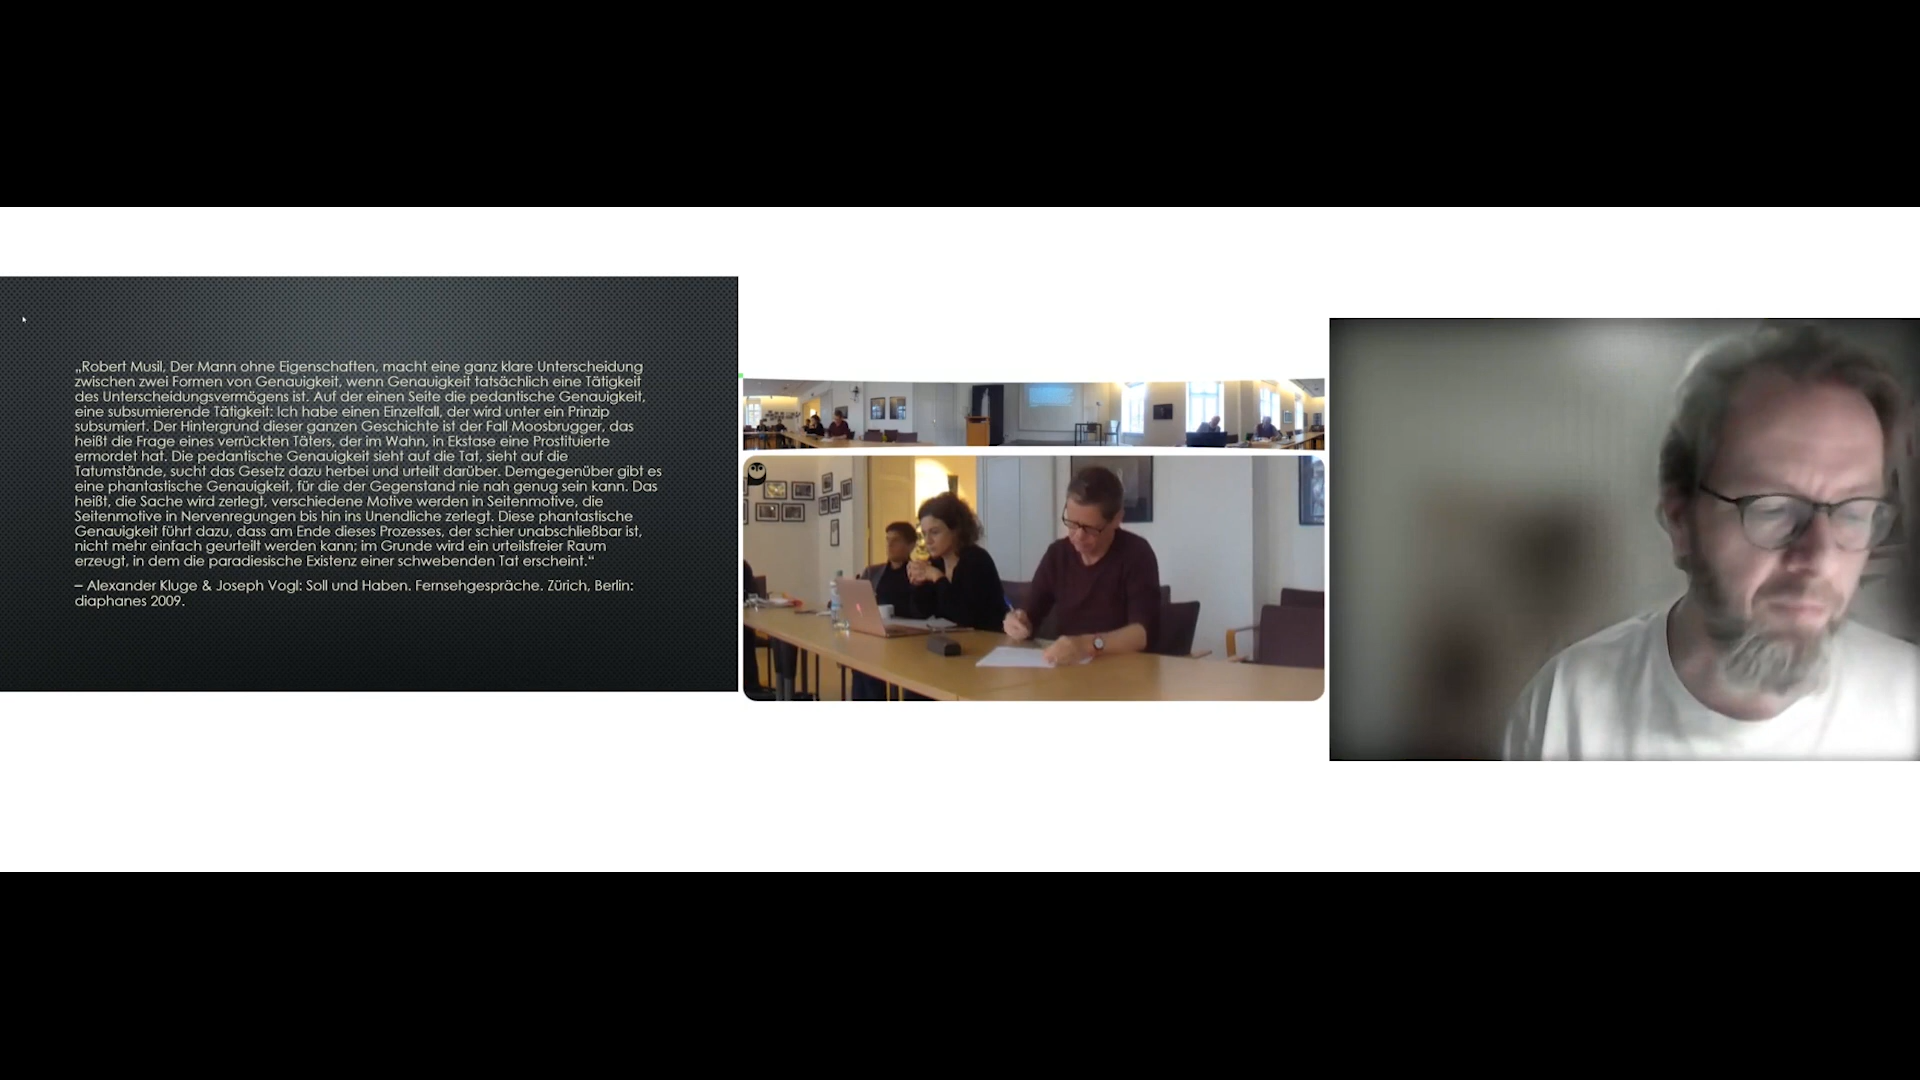 „Robert Musil, Der Mann ohne Eigenschaften, macht eine ganz klare Unterscheidung
zwischen zwei Formen von Genauigkeit, wenn Genauigkeit tatsächlich eine Tätigkeit
des Unterscheidungsvermögens ist. Auf der einen Seite die pedantische Genauigkeit,
eine subsumierende Tätigkeit: Ich habe einen Einzelfall, der wird unter ein Prinzip
subsumiert. Der Hintergrund dieser ganzen Geschichte ist der Fall Moosbrugger, das
heißt die Frage eines verrückten Täters, der im Wahn, in Ekstase eine Prostituierte
ermordet hat. Die pedantische Genauigkeit sieht auf die Tat, sieht auf die
Tatumstände, sucht das Gesetz dazu herbei und urteilt darüber. Demgegenüber gibt es
eine phantastische Genauigkeit, für die der Gegenstand nie nah genug sein kann. Das
heißt, die Sache wird zerlegt, verschiedene Motive werden in Seitenmotive, die
Seitenmotive in Nervenregungen bis hin ins Unendliche zerlegt. Diese phantastische
Genauigkeit führt dazu, dass am Ende dieses Prozesses, der schier unabschließbar ist,
nicht mehr einfach geurteilt werden kann; im Grunde wird ein urteilsfreier Raum
erzeugt, in dem die paradiesische Existenz einer schwebenden Tat erscheint.“
– Alexander Kluge & Joseph Vogl: Soll und Haben. Fernsehgespräche. Zürich, Berlin:
diaphanes 2009.